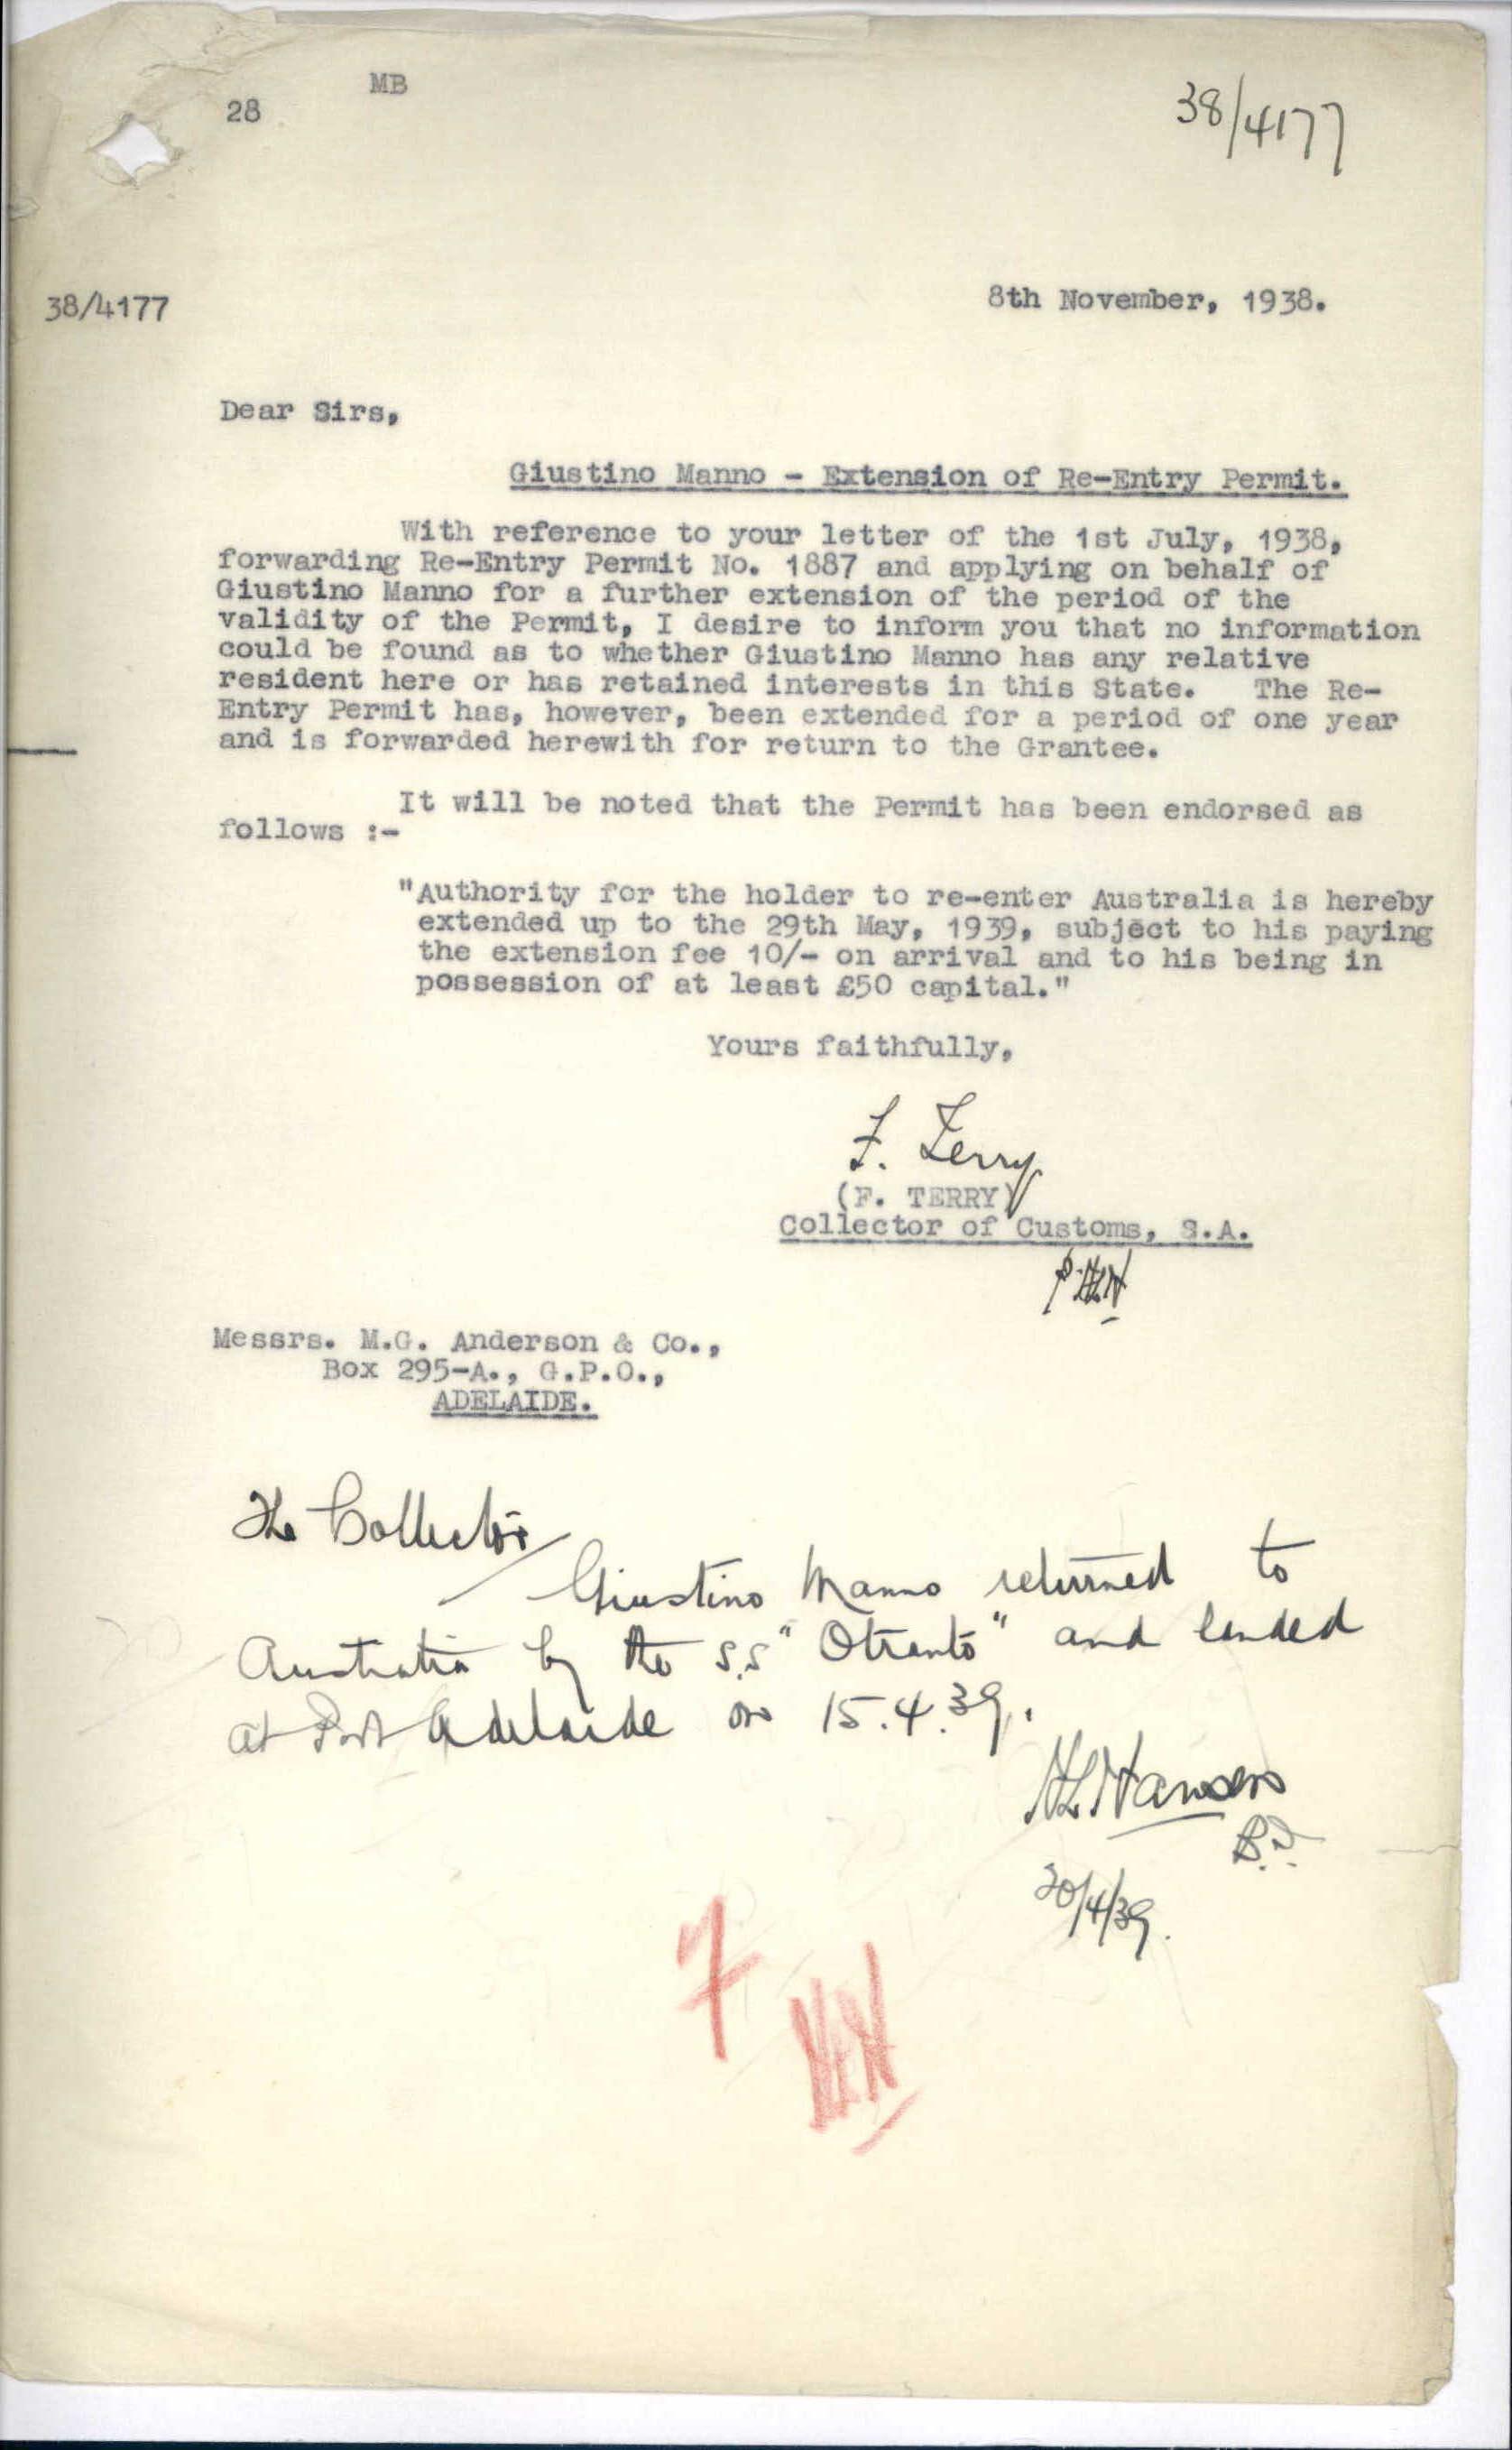 MB
28
38/4177
38/4177
8th November, 1938.
Dear Sirs,
Giustino Manno - Extension of Re-Entry Permit.
With reference to your letter of the 1st July, 1938,
forwarding Re-Entry Permit No. 1887 and applying on behalf of
Giustino Manno for a further extension of the period of the
validity of the Permit, I desire to inform you that no information
could be found as to whether Giustino Manno has any relative
resident here or has retained interests in this State. The Re-
Entry Permit has, however, been extended for a period of one year
and is forwarded herewith for return to the Grantee.
It will be noted that the Permit has been endorsed as
follows :-
"Authority for the holder to re-enter Australia is hereby
extended up to the 29th May, 1939, subject to his paying
the extension fee 10/- on arrival and to his being in
possession of at least £50 capital."
Yours faithfully,
F. Terry
(F. TERRY)
Collector of Customs, S.A.
Messrs. M.G. Anderson & Co.,
Box 295-A., G.P.O.,
ADELAIDE.
The Collector
Giustino Manno returned to
Australia by the S.S "Otranto" and landed
at Port Adelaide on 15.4.39.
HL Hansen
20/4/39.